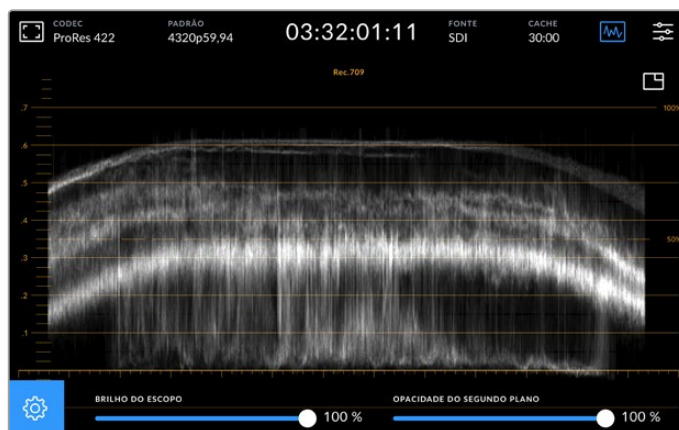 CODEC
ProRes 422
PADRÃO
4320p59,94
03:32:01:11
FONTE
SDI
CACHE
30:00
Rec.709
.7
100%
.6
.5
.4
50%
.3
.2
.1
0
BRILHO DO ESCOPO
100 %
OPACIDADE DO SEGUNDO PLANO
100 %